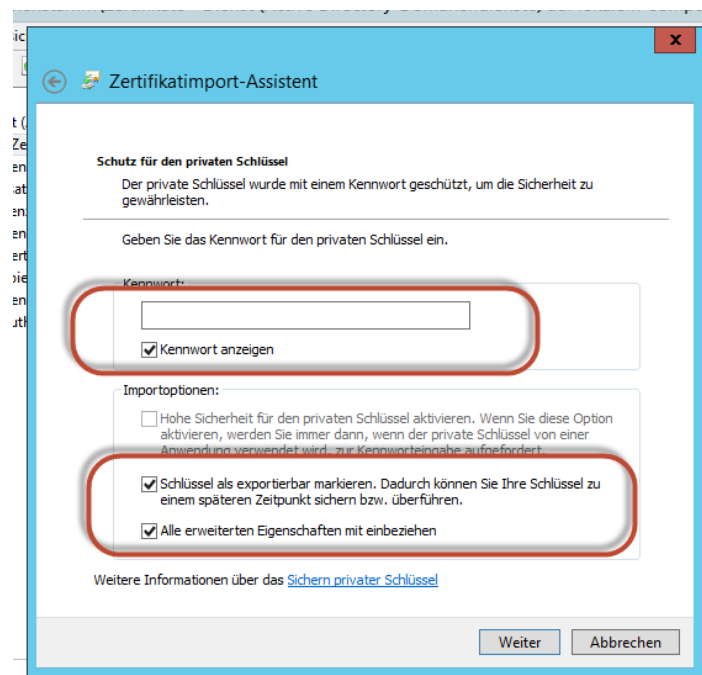 x
Zertifikatimport-Assistent
Schutz für den privaten Schlüssel
Der private Schlüssel wurde mit einem Kennwort geschützt, um die Sicherheit zu
gewährleisten.
Geben Sie das Kennwort für den privaten Schlüssel ein.
Kennwort:
Kennwort anzeigen
Importoptionen:
Hohe Sicherheit für den privaten Schlüssel aktivieren. Wenn Sie diese Option
aktivieren, werden Sie immer dann, wenn der private Schlüssel von einer
Anwendung verwendet wird, zur Kennworteingabe aufgefordert.
Schlüssel als exportierbar markieren. Dadurch können Sie Ihre Schlüssel zu
einem späteren Zeitpunkt sichern bzw. überführen.
Alle erweiterten Eigenschaften mit einbeziehen
Weitere Informationen über das Sichern privater Schlüssel
Weiter Abbrechen